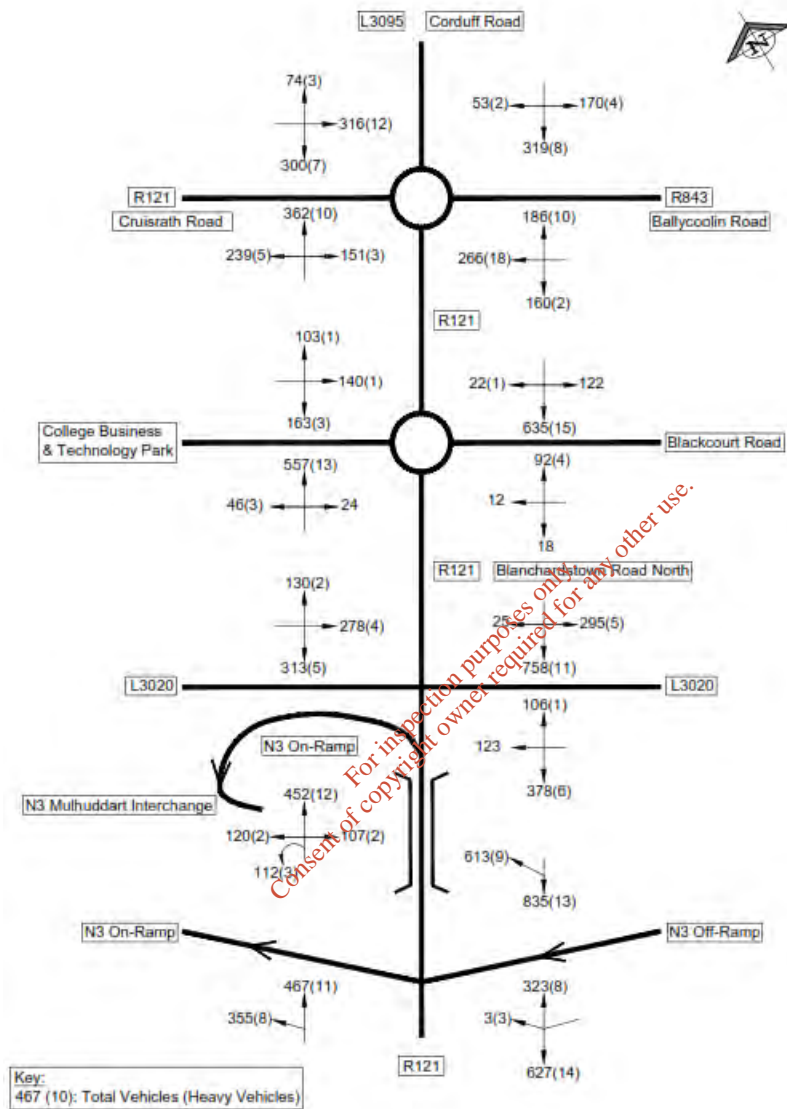 L3095 Corduff Road
N
74(3)
316(12)
300(7)
53(2) 170(4)
319(8)
R121
Cruisrath Road
R843
Ballycoolin Road
362(10)
239(5) 151(3)
186(10)
266(18)
160(2)
R121
103(1)
140(1)
163(3)
22(1) 122
635(15)
College Business
& Technology Park
Blackcourt Road
557(13)
46(3) 24
92(4)
12
18
R121 Blanchardstown Road North
130(2)
278(4)
313(5)
25 295(5)
758(11)
L3020
L3020
106(1)
123
378(6)
N3 On-Ramp
N3 Mulhuddart Interchange
452(12)
120(2) 107(2)
112(3)
613(9)
835(13)
N3 On-Ramp
N3 Off-Ramp
467(11)
355(8)
323(8)
3(3)
627(14)
R121
Key:
467 (10): Total Vehicles (Heavy Vehicles)
For inspection purposes only.
Consent of copyright owner required for any other use.